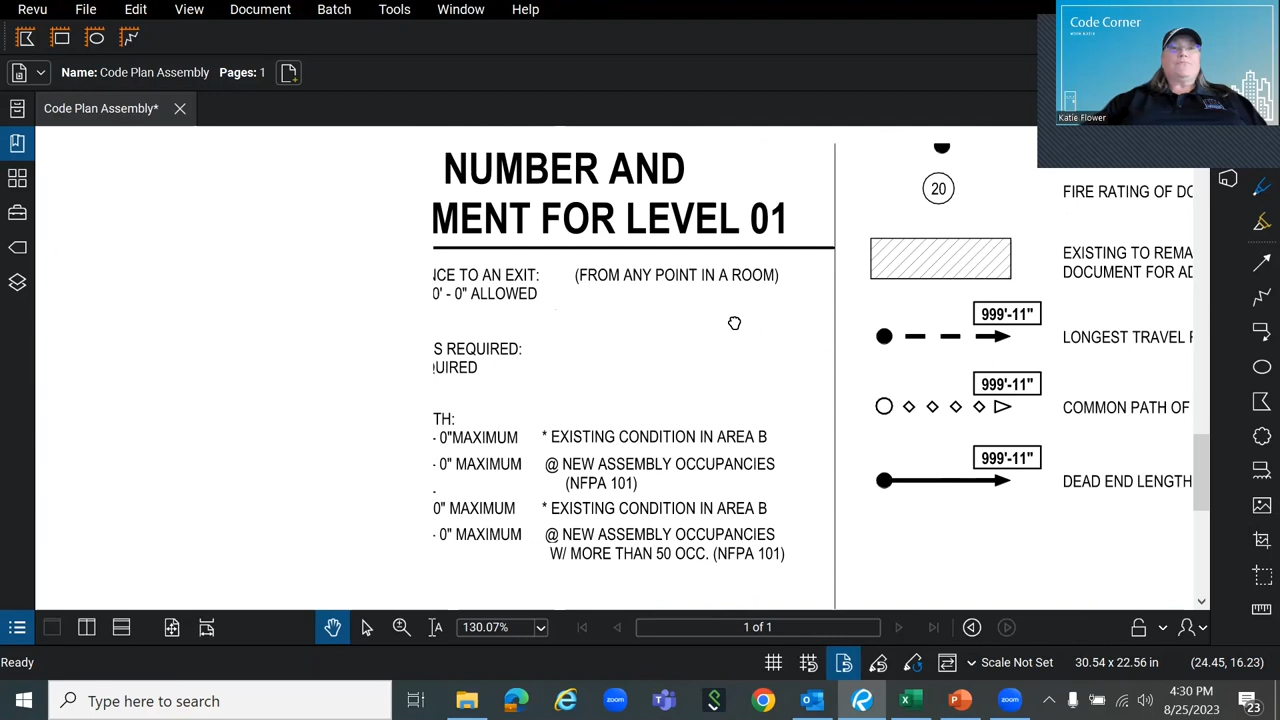 Revu File Edit View Document Batch Tools Window Help
Name: Code Plan Assembly Pages: 1
Code Plan Assembly*
Code Corner
Katie Flower
NUMBER AND
MENT FOR LEVEL 01
NCE TO AN EXIT: (FROM ANY POINT IN A ROOM)
0' - 0" ALLOWED
S REQUIRED:
QUIRED
TH:
- 0"MAXIMUM * EXISTING CONDITION IN AREA B
- 0" MAXIMUM @ NEW ASSEMBLY OCCUPANCIES
(NFPA 101)
0" MAXIMUM * EXISTING CONDITION IN AREA B
- 0" MAXIMUM @ NEW ASSEMBLY OCCUPANCIES
W/ MORE THAN 50 OCC. (NFPA 101)
20
FIRE RATING OF DO
EXISTING TO REMA
DOCUMENT FOR AD
999'-11"
LONGEST TRAVEL
999'-11"
COMMON PATH OF
999'-11"
DEAD END LENGTH
130.07% 1 of 1
Ready Scale Not Set 30.54 x 22.56 in (24.45, 16.23)
Type here to search
4:30 PM
8/25/2023
23